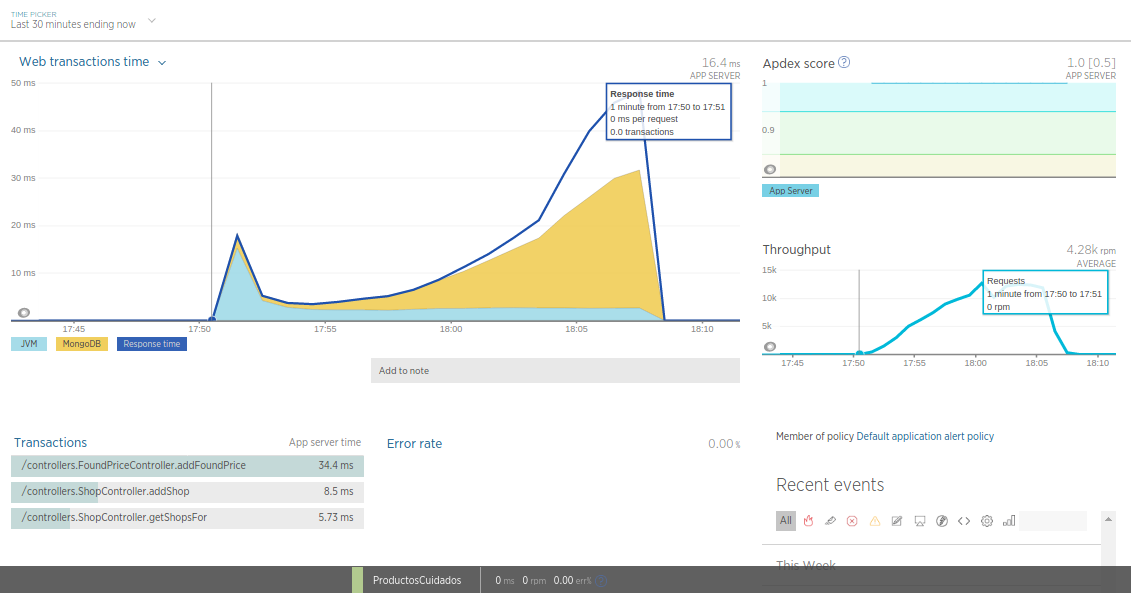 TIME PICKER
Last 30 minutes ending now
Web transactions time
16.4 ms
APP SERVER
50 ms
40 ms
30 ms
20 ms
10 ms
Response time
1 minute from 17:50 to 17:51
0 ms per request
0.0 transactions
17:45 17:50 17:55 18:00 18:05 18:10
JVM MongoDB Response time
Add to note
Apdex score ?
1.0 [0.5]
APP SERVER
1
0.9
App Server
Throughput
4.28k rpm
AVERAGE
15k
10k
5k
Requests
1 minute from 17:50 to 17:51
0 rpm
17:45 17:50 17:55 18:00 18:05 18:10
Transactions App server time
/controllers.FoundPriceController.addFoundPrice 34.4 ms
/controllers.ShopController.addShop 8.5 ms
/controllers.ShopController.getShopsFor 5.73 ms
Error rate 0.00 %
Member of policy Default application alert policy
Recent events
All
This Week
ProductosCuidados 0 ms 0 rpm 0.00 err% ?